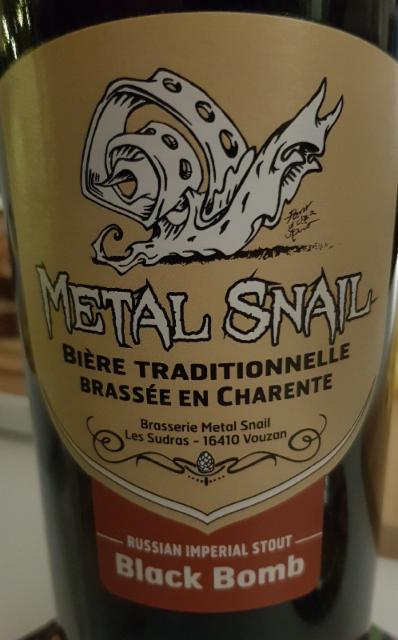 METAL SNAIL
BIÈRE TRADITIONNELLE
BRASSÉE EN CHARENTE
Brasserie Metal Snail
Les Sudras - 16410 Vouzan
RUSSIAN IMPERIAL STOUT
Black Bomb